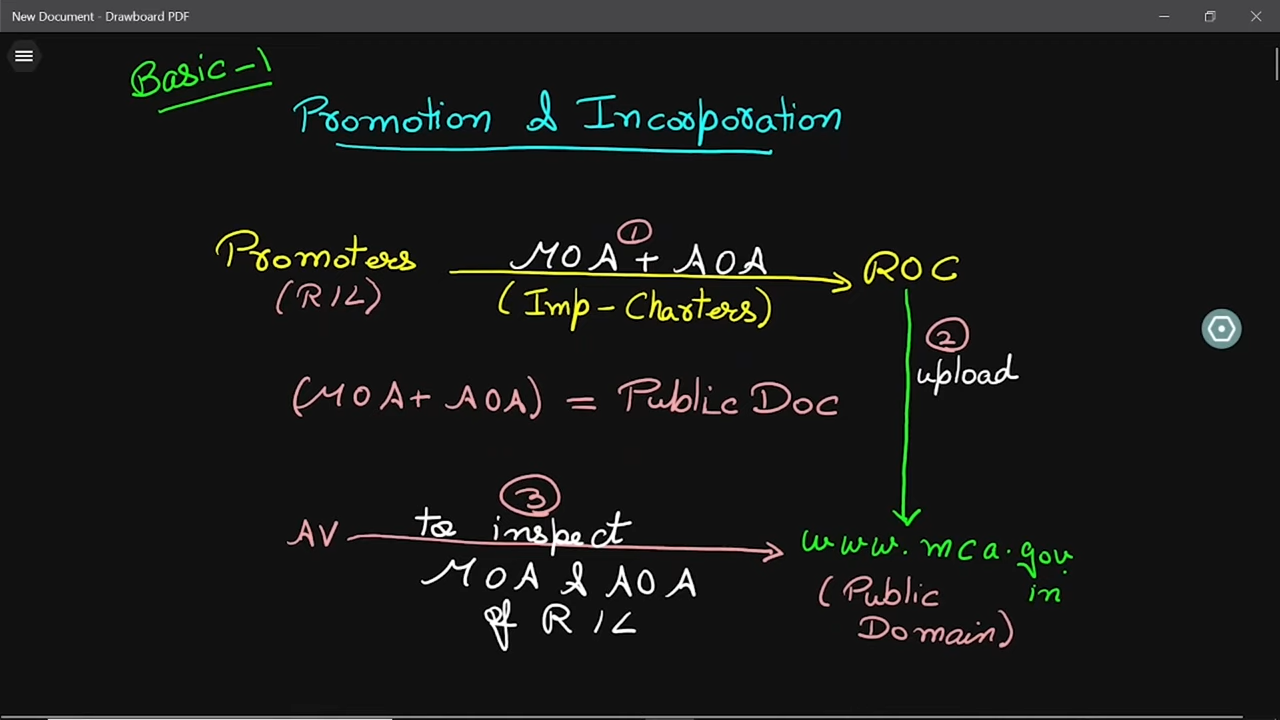 New Document - Drawboard PDF
Basic-1
Promotion & Incorporation
1
MOA + AOA
Promoters
ROC
(RIL)
(Imp - Charters)
2
upload
(MOA + AOA) = Public Doc
3
AV to inspect
www.mca.gov.
in
MOA & AOA
of RIL
(Public
Domain)